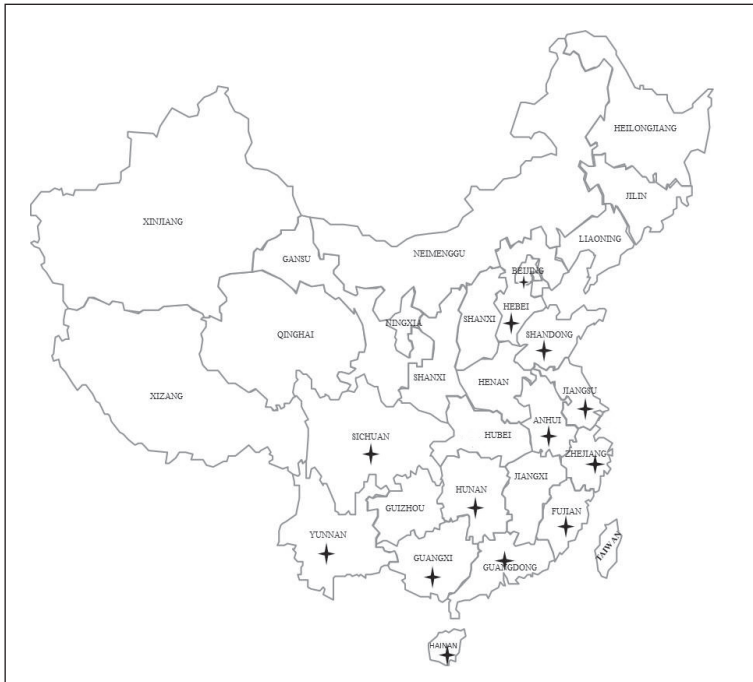 HEILONGJIANG
JILIN
XINJIANG
LIAONING
NEIMENGGU
GANSU
BEIJING
HEBEI
SHANXI
NINGXIA
QINGHAI
SHANDONG
SHANXI
HENAN
JIANGSU
XIZANG
ANHUI
SICHUAN
HUBEI
ZHEJIANG
JIANGXI
HUNAN
GUIZHOU
FUJIAN
YUNNAN
TAIWAN
GUANGXI
GUANGDONG
HAINAN